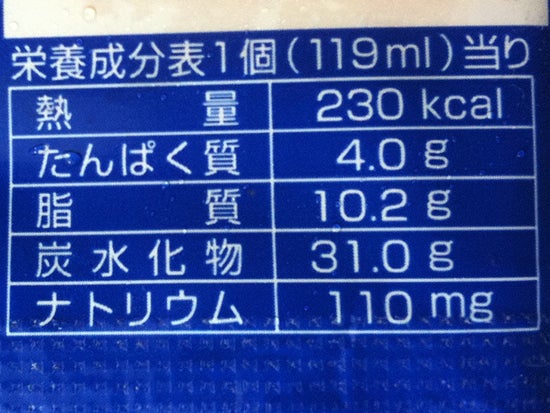 栄養成分表1個(119ml)当り
熱量 230 kcal
たんぱく質 4.0 g
脂質 10.2 g
炭水化物 31.0 g
ナトリウム 110 mg